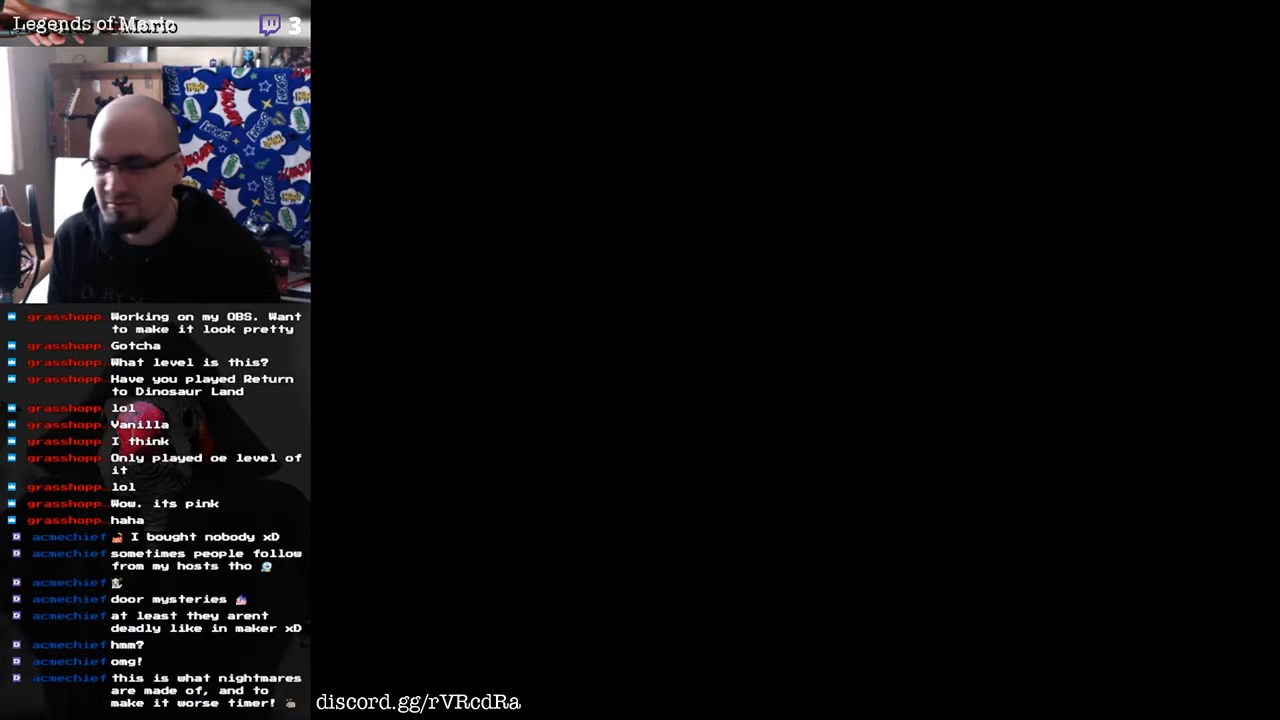 Legends of Mario
3
grasshopp.. Working on my OBS. Want
to make it look pretty
grasshopp.. Gotcha
grasshopp.. What level is this?
grasshopp.. Have you played Return
to Dinosaur Land
grasshopp.. lol
grasshopp.. Vanilla
grasshopp.. I think
grasshopp.. Only played oe level of
it
grasshopp.. lol
grasshopp.. Wow. its pink
grasshopp.. haha
acmechief I bought nobody xD
acmechief sometimes people follow
from my hosts tho
acmechief
acmechief door mysteries
acmechief at least they arent
deadly like in maker xD
acmechief hmm?
acmechief omg!
acmechief this is what nightmares
are made of, and to
make it worse timer!
discord.gg/rVRcdRa